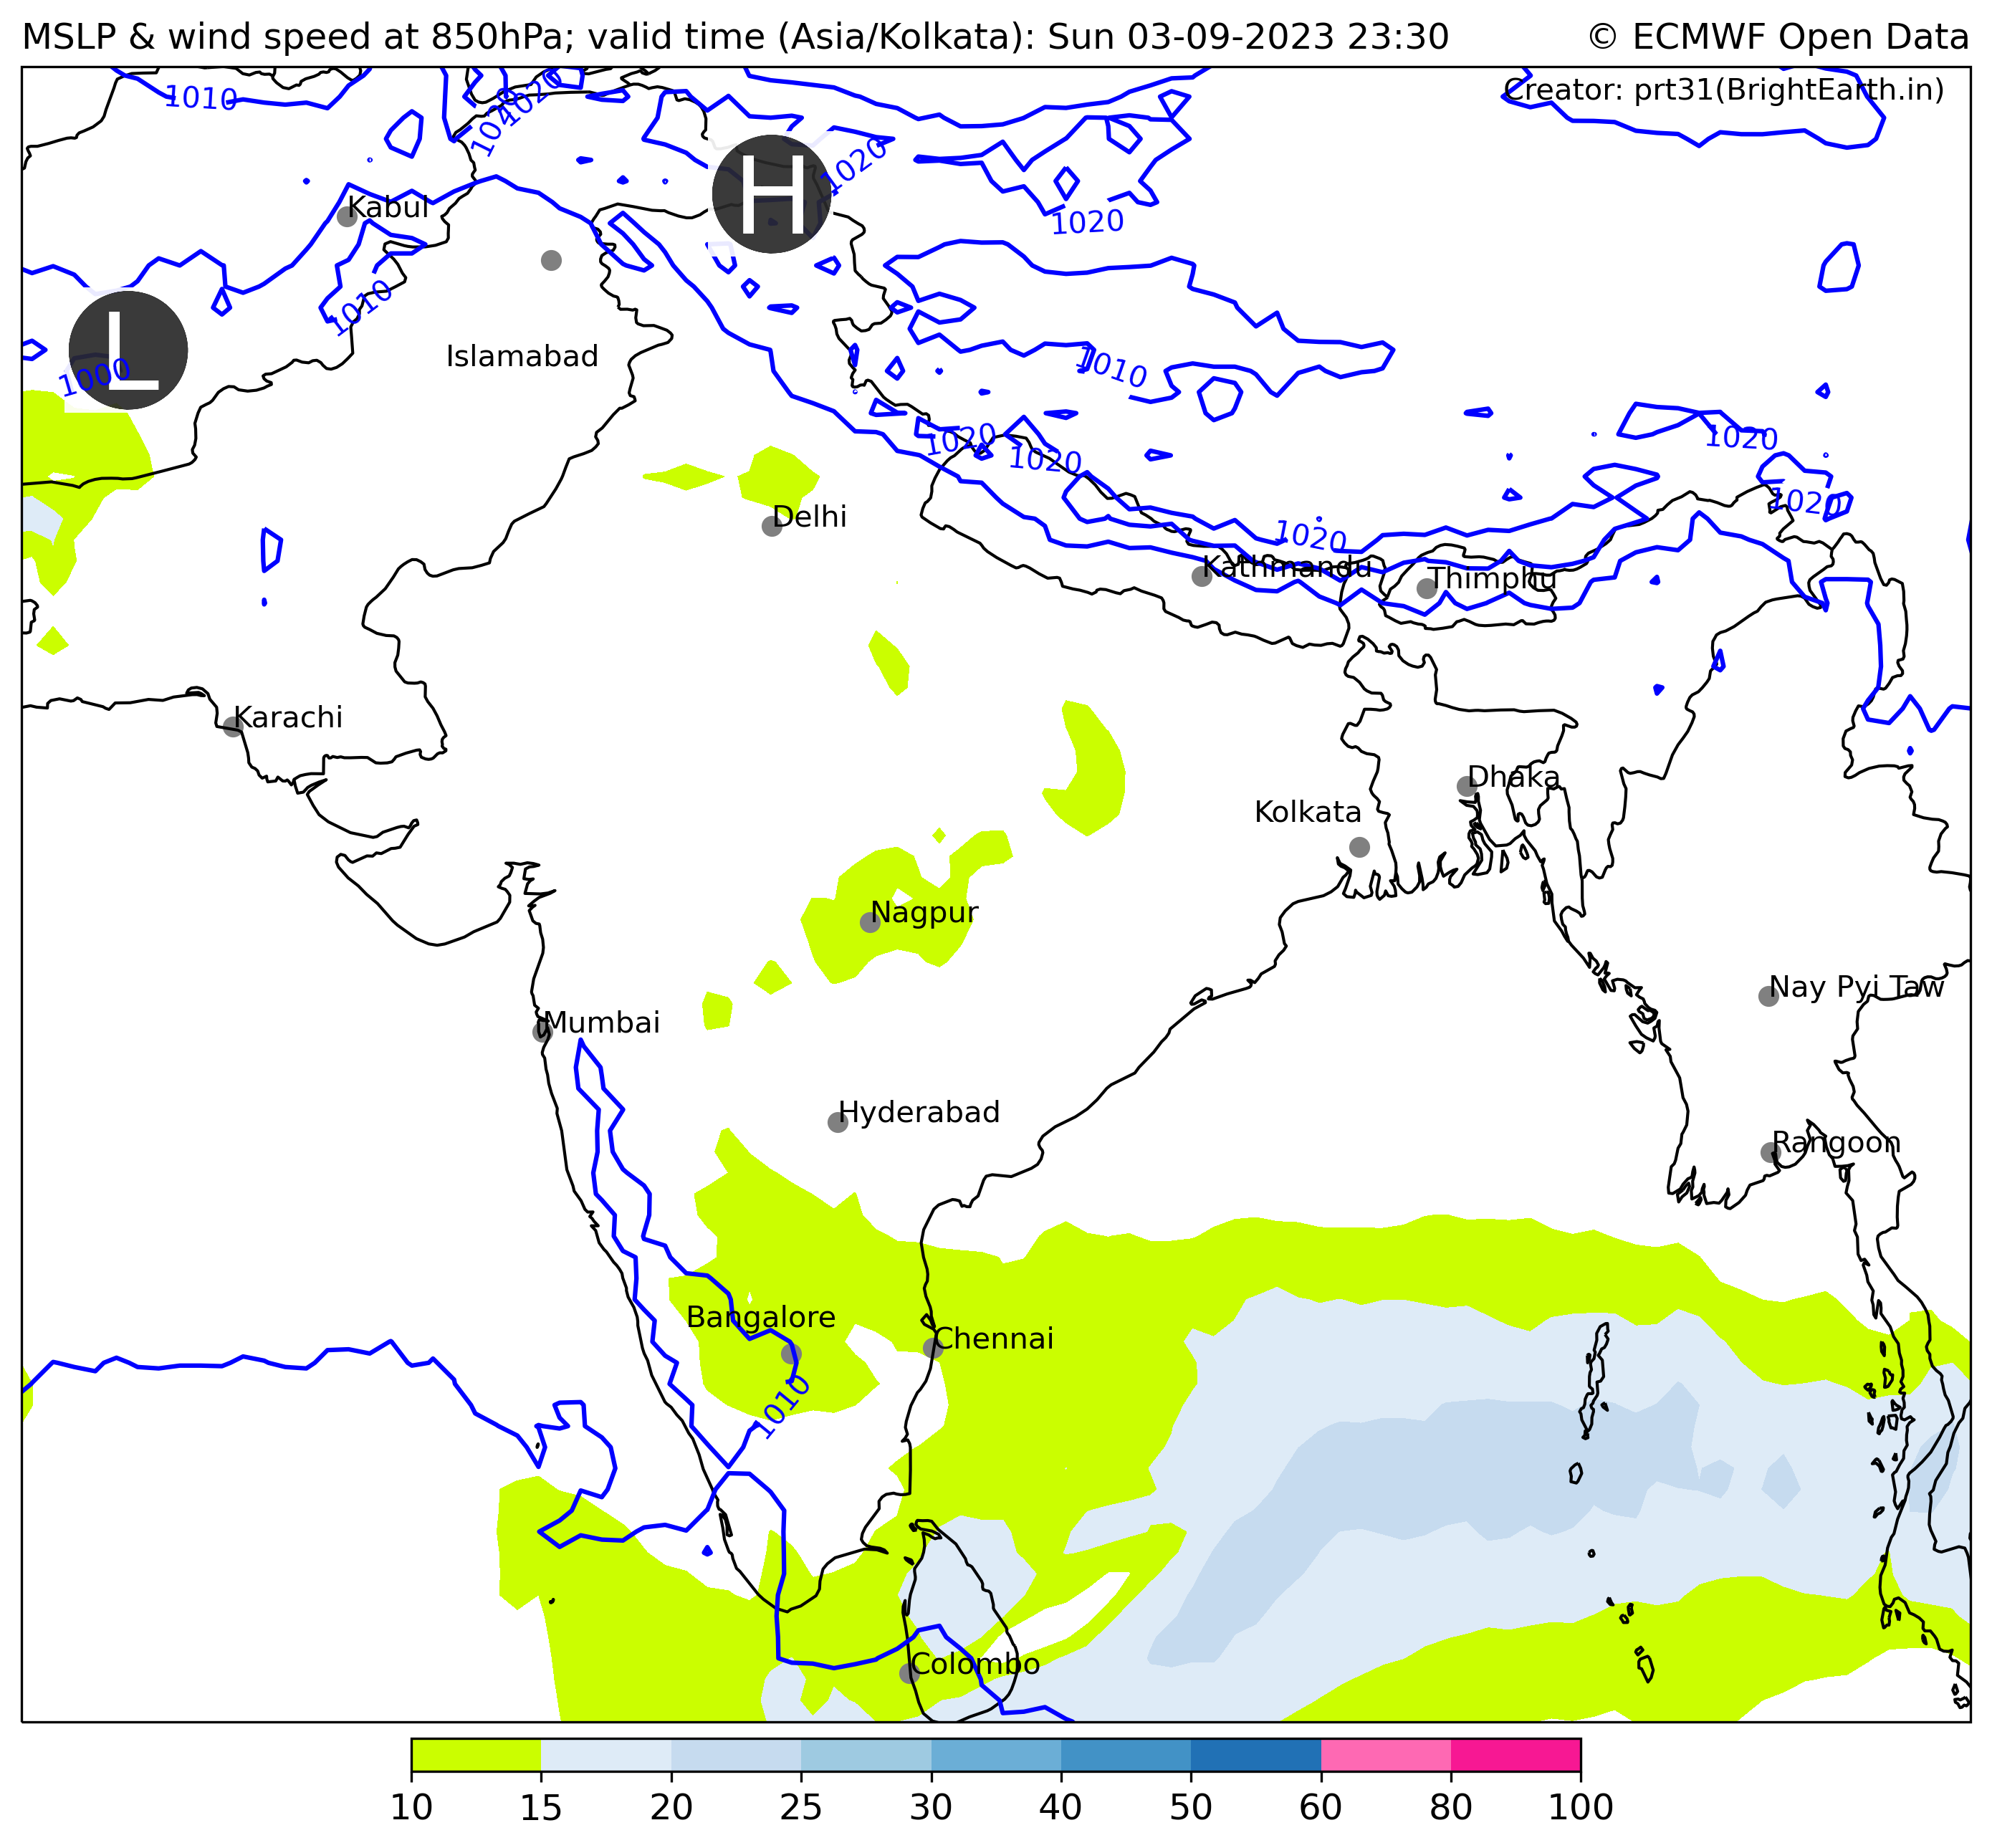 MSLP & wind speed at 850hPa; valid time (Asia/Kolkata): Sun 03-09-2023 23:30 © ECMWF Open Data
Creator: prt31(BrightEarth.in)
1010
1020
1020
H
1020
Kabul
1020
L
1010
Islamabad
1000
1010
1020
1020
1020
1020
Delhi
1020
Kathmandu
Thimphu
Karachi
Dhaka
Kolkata
Nagpur
Nay Pyi Taw
Mumbai
Hyderabad
Rangoon
Bangalore
Chennai
1010
Colombo
10 15 20 25 30 40 50 60 80 100